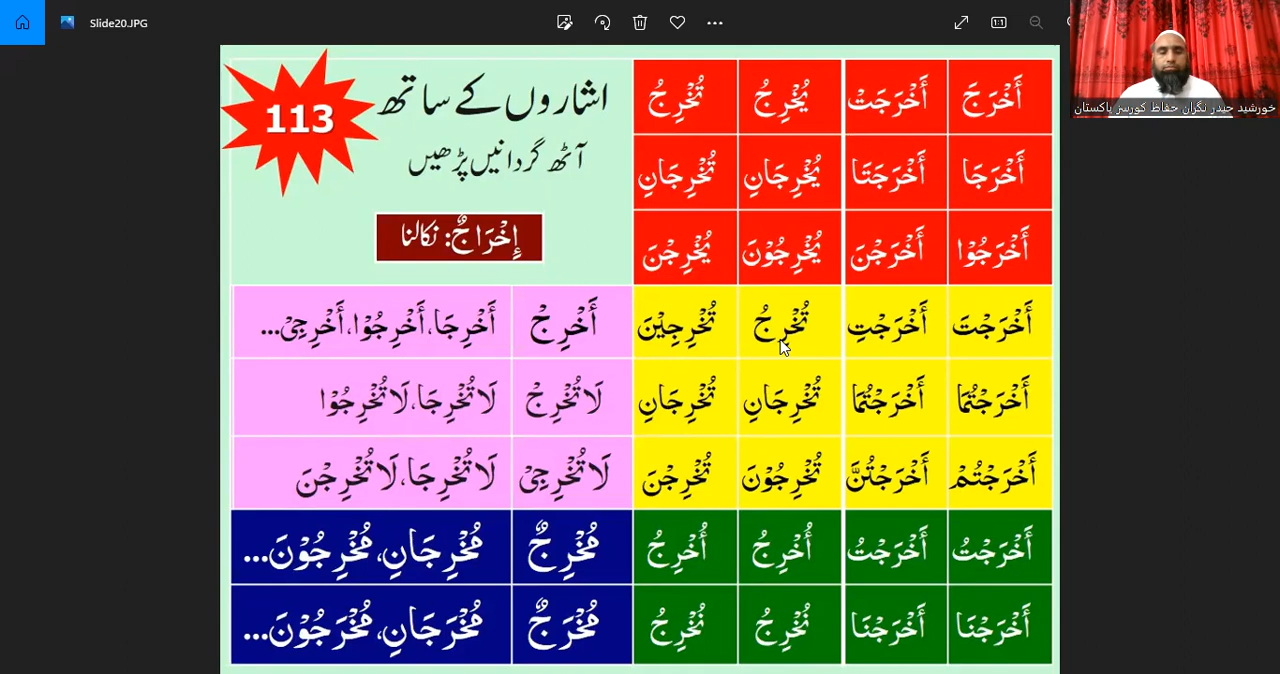 Slide20.JPG
خورشید حیدر نگران حفاظ کورسز پاکستان
113
اشاروں کے ساتھ
آٹھ گردانیں پڑھیں
إِخْرَاجٌ: نکالنا
أَخْرَجَ أَخْرَجَتْ يُخْرِجُ تُخْرِجُ
أَخْرَجَا أَخْرَجَتَا يُخْرِجَانِ تُخْرِجَانِ
أَخْرَجُوْا أَخْرَجْنَ يُخْرِجُوْنَ يُخْرِجْنَ
أَخْرَجْتَ أَخْرَجْتِ تُخْرِجُ تُخْرِجِيْنَ أَخْرِجْ أَخْرِجَا، أَخْرِجُوْا، أَخْرِجِيْ...
أَخْرَجْتُمَا أَخْرَجْتُمَا تُخْرِجَانِ تُخْرِجَانِ لَا تُخْرِجْ لَا تُخْرِجَا، لَا تُخْرِجُوْا
أَخْرَجْتُمْ أَخْرَجْتُنَّ تُخْرِجُوْنَ تُخْرِجْنَ لَا تُخْرِجِيْ لَا تُخْرِجَا، لَا تُخْرِجْنَ
أَخْرَجْتُ أَخْرَجْتُ أُخْرِجُ أُخْرِجُ مُخْرِجٌ مُخْرِجَانِ، مُخْرِجُوْنَ...
أَخْرَجْنَا أَخْرَجْنَا نُخْرِجُ نُخْرِجُ مُخْرَجٌ مُخْرَجَانِ، مُخْرَجُوْنَ...